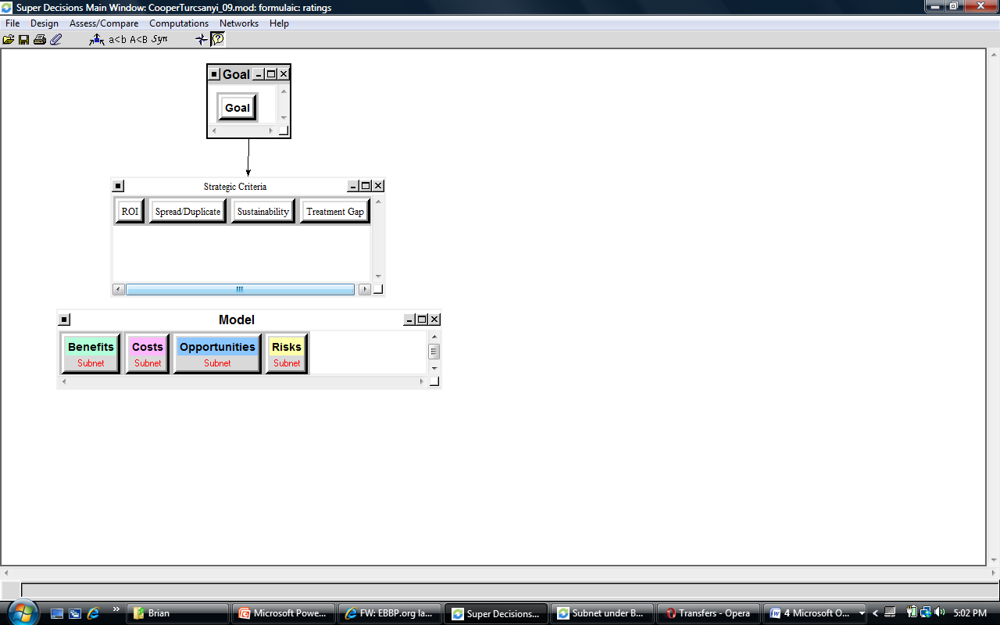 Super Decisions Main Window: CooperTurcsanyi_09.mod: formulaic: ratings
File Design Assess/Compare Computations Networks Help
a<b A<B Syn
Goal
Goal
Strategic Criteria
ROI Spread/Duplicate Sustainability Treatment Gap
Model
Benefits Costs Opportunities Risks
Subnet Subnet Subnet Subnet
Brian Microsoft Powe... FW: EBBP.org la... Super Decisions... Subnet under B... Transfers - Opera 4 Microsoft O... 5:02 PM